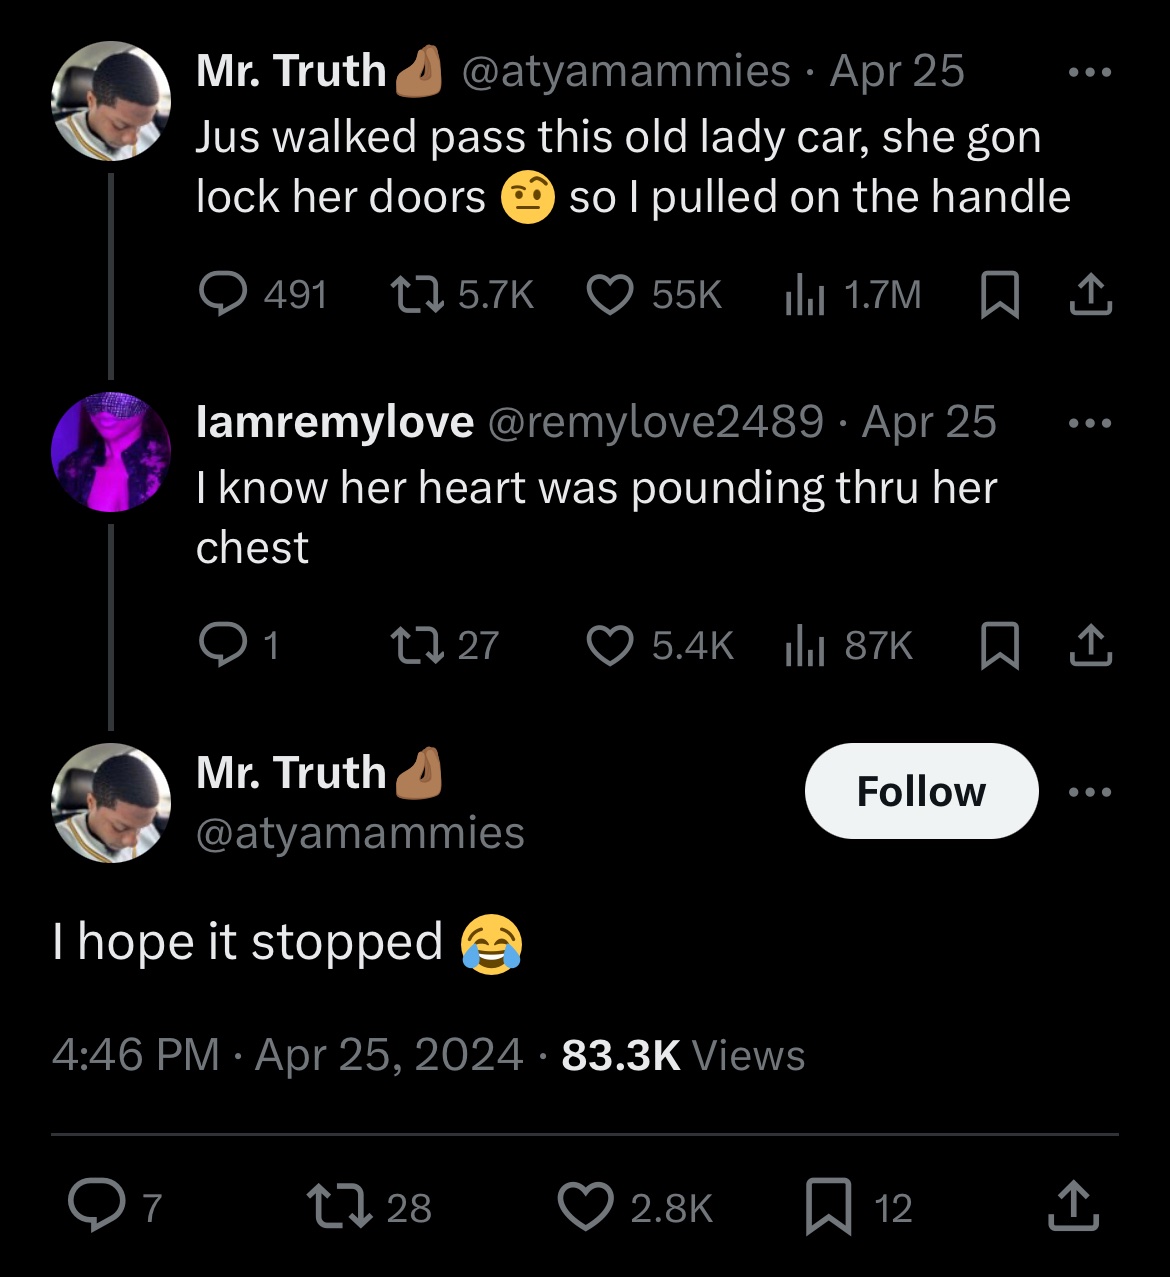 Mr. Truth🤌🏽 @atyamammies · Apr 25
Jus walked pass this old lady car, she gon
lock her doors 🤨 so I pulled on the handle
491 5.7K 55K 1.7M
Iamremylove @remylove2489 · Apr 25
I know her heart was pounding thru her
chest
1 27 5.4K 87K
Mr. Truth🤌🏽
@atyamammies
Follow
I hope it stopped 😂
4:46 PM · Apr 25, 2024 · 83.3K Views
7 28 2.8K 12